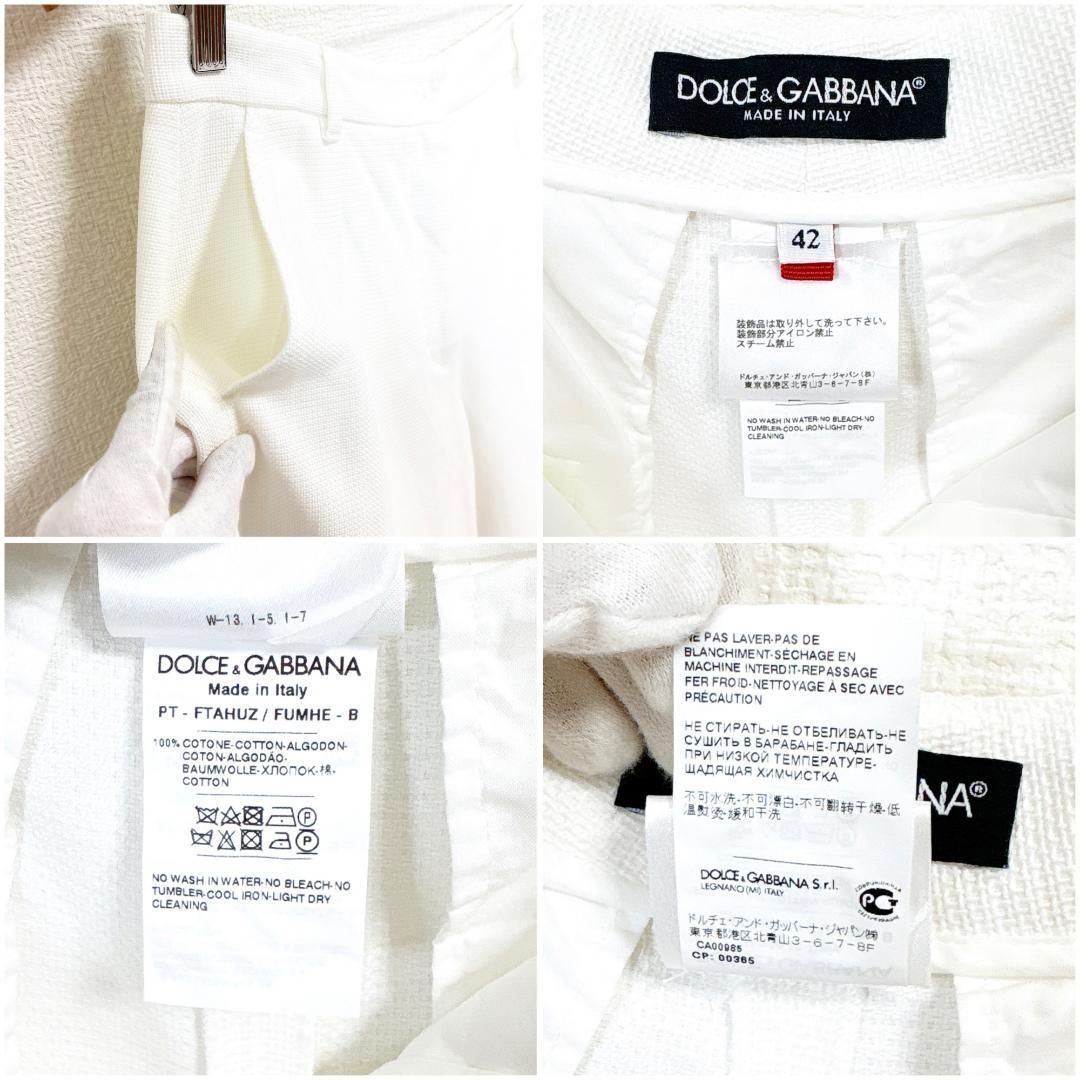 DOLCE & GABBANA®
MADE IN ITALY
42
装飾品は取り外して洗って下さい。
装飾部分アイロン禁止
スチーム禁止
ドルチェ・アンド・ガッバーナ・ジャパン(株)
東京都港区北青山3-6-7-8F
NO WASH IN WATER-NO BLEACH-NO
TUMBLER-COOL IRON-LIGHT DRY
CLEANING
W-13. I-5. I-7
DOLCE & GABBANA
Made in Italy
PT - FTAHUZ / FUMHE - B
100% COTONE-COTTON-ALGODON-
COTON-ALGODÃO-
BAUMWOLLE-ХЛОПОК-棉-
COTTON
NO WASH IN WATER-NO BLEACH-NO
TUMBLER-COOL IRON-LIGHT DRY
CLEANING
NE PAS LAVER-PAS DE
BLANCHIMENT-SÉCHAGE EN
MACHINE INTERDIT-REPASSAGE
FER FROID-NETTOYAGE À SEC AVEC
PRÉCAUTION
НЕ СТИРАТЬ-НЕ ОТБЕЛИВАТЬ-НЕ
СУШИТЬ В БАРАБАНЕ-ГЛАДИТЬ
ПРИ НИЗКОЙ ТЕМПЕРАТУРЕ-
ЩАДЯЩАЯ ХИМЧИСТКА
不可水洗-不可漂白-不可翻转干燥-低
温熨烫-缓和干洗
NA®
DOLCE & GABBANA S.r.l.
LEGNANO (MI) ITALY
ドルチェ・アンド・ガッバーナ・ジャパン㈱
東京都港区北青山3-6-7-8F
CA00985
CP: 00365